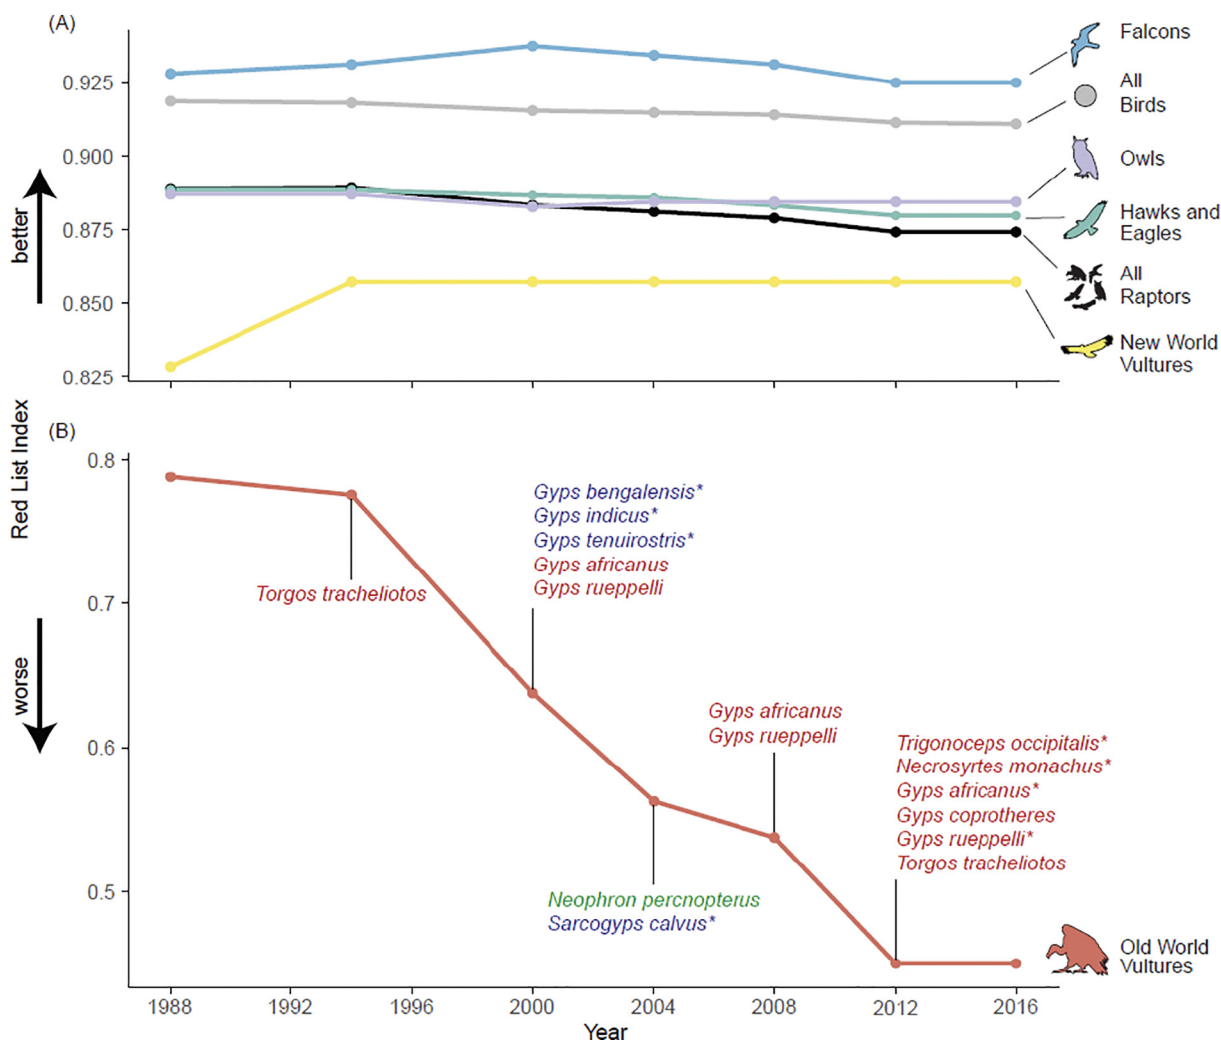 (A)
Falcons
All
Birds
Owls
Hawks and
Eagles
All
Raptors
New World
Vultures
0.925
0.900
0.875
0.850
0.825
better
Red List Index
worse
(B)
0.8
0.7
0.6
0.5
Torgos tracheliotos
Gyps bengalensis*
Gyps indicus*
Gyps tenuirostris*
Gyps africanus
Gyps rueppelli
Neophron percnopterus
Sarcogyps calvus*
Gyps africanus
Gyps rueppelli
Trigonoceps occipitalis*
Necrosyrtes monachus*
Gyps africanus*
Gyps coprotheres
Gyps rueppelli*
Torgos tracheliotos
Old World
Vultures
1988 1992 1996 2000 2004 2008 2012 2016
Year